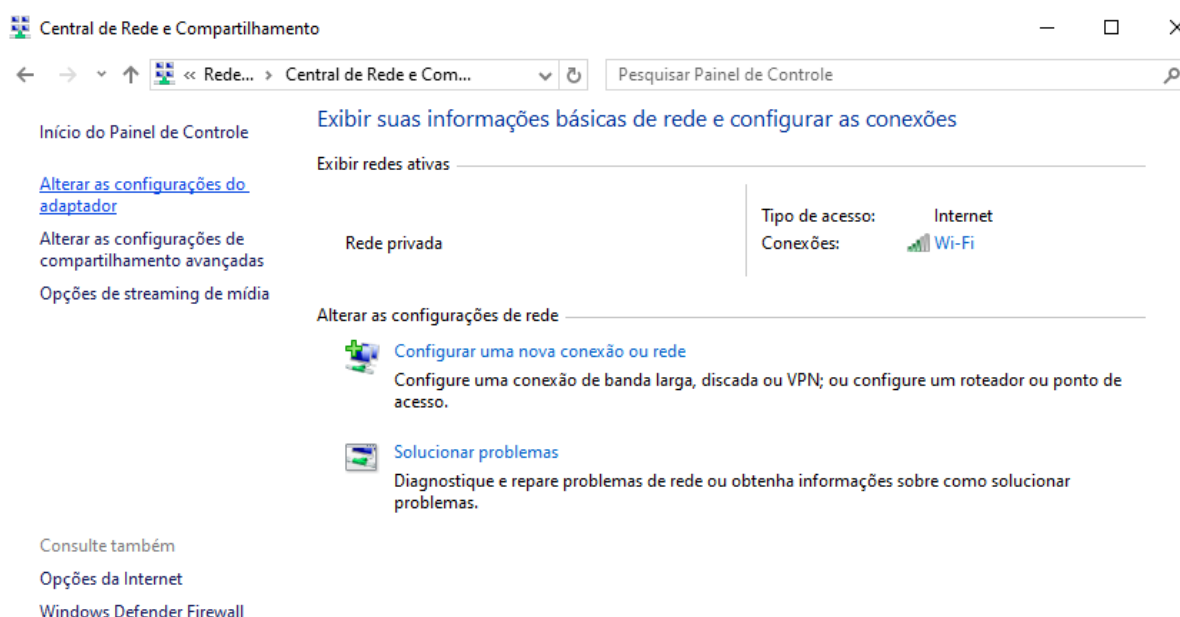 Central de Rede e Compartilhamento
« Rede... › Central de Rede e Com...
Pesquisar Painel de Controle
Início do Painel de Controle
Alterar as configurações do
adaptador
Alterar as configurações de
compartilhamento avançadas
Opções de streaming de mídia
Exibir suas informações básicas de rede e configurar as conexões
Exibir redes ativas
Rede privada
Tipo de acesso: Internet
Conexões: Wi-Fi
Alterar as configurações de rede
Configurar uma nova conexão ou rede
Configure uma conexão de banda larga, discada ou VPN; ou configure um roteador ou ponto de
acesso.
Solucionar problemas
Diagnostique e repare problemas de rede ou obtenha informações sobre como solucionar
problemas.
Consulte também
Opções da Internet
Windows Defender Firewall